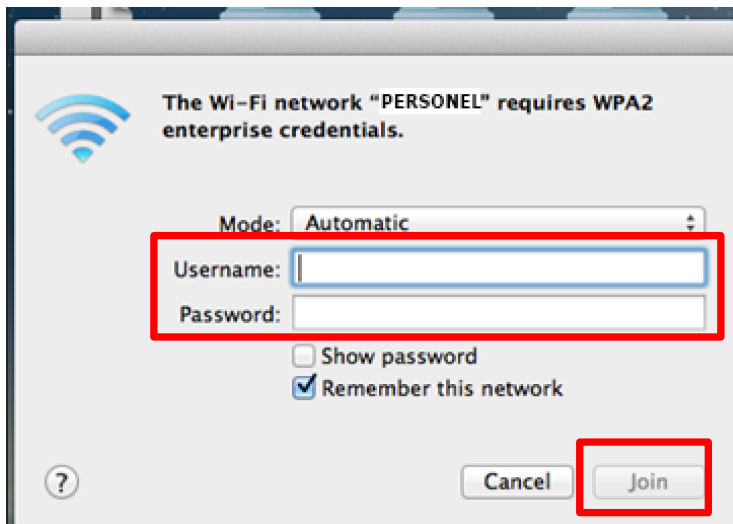 The Wi-Fi network “PERSONEL” requires WPA2
enterprise credentials.
Mode: Automatic
Username:
Password:
Show password
Remember this network
? Cancel Join